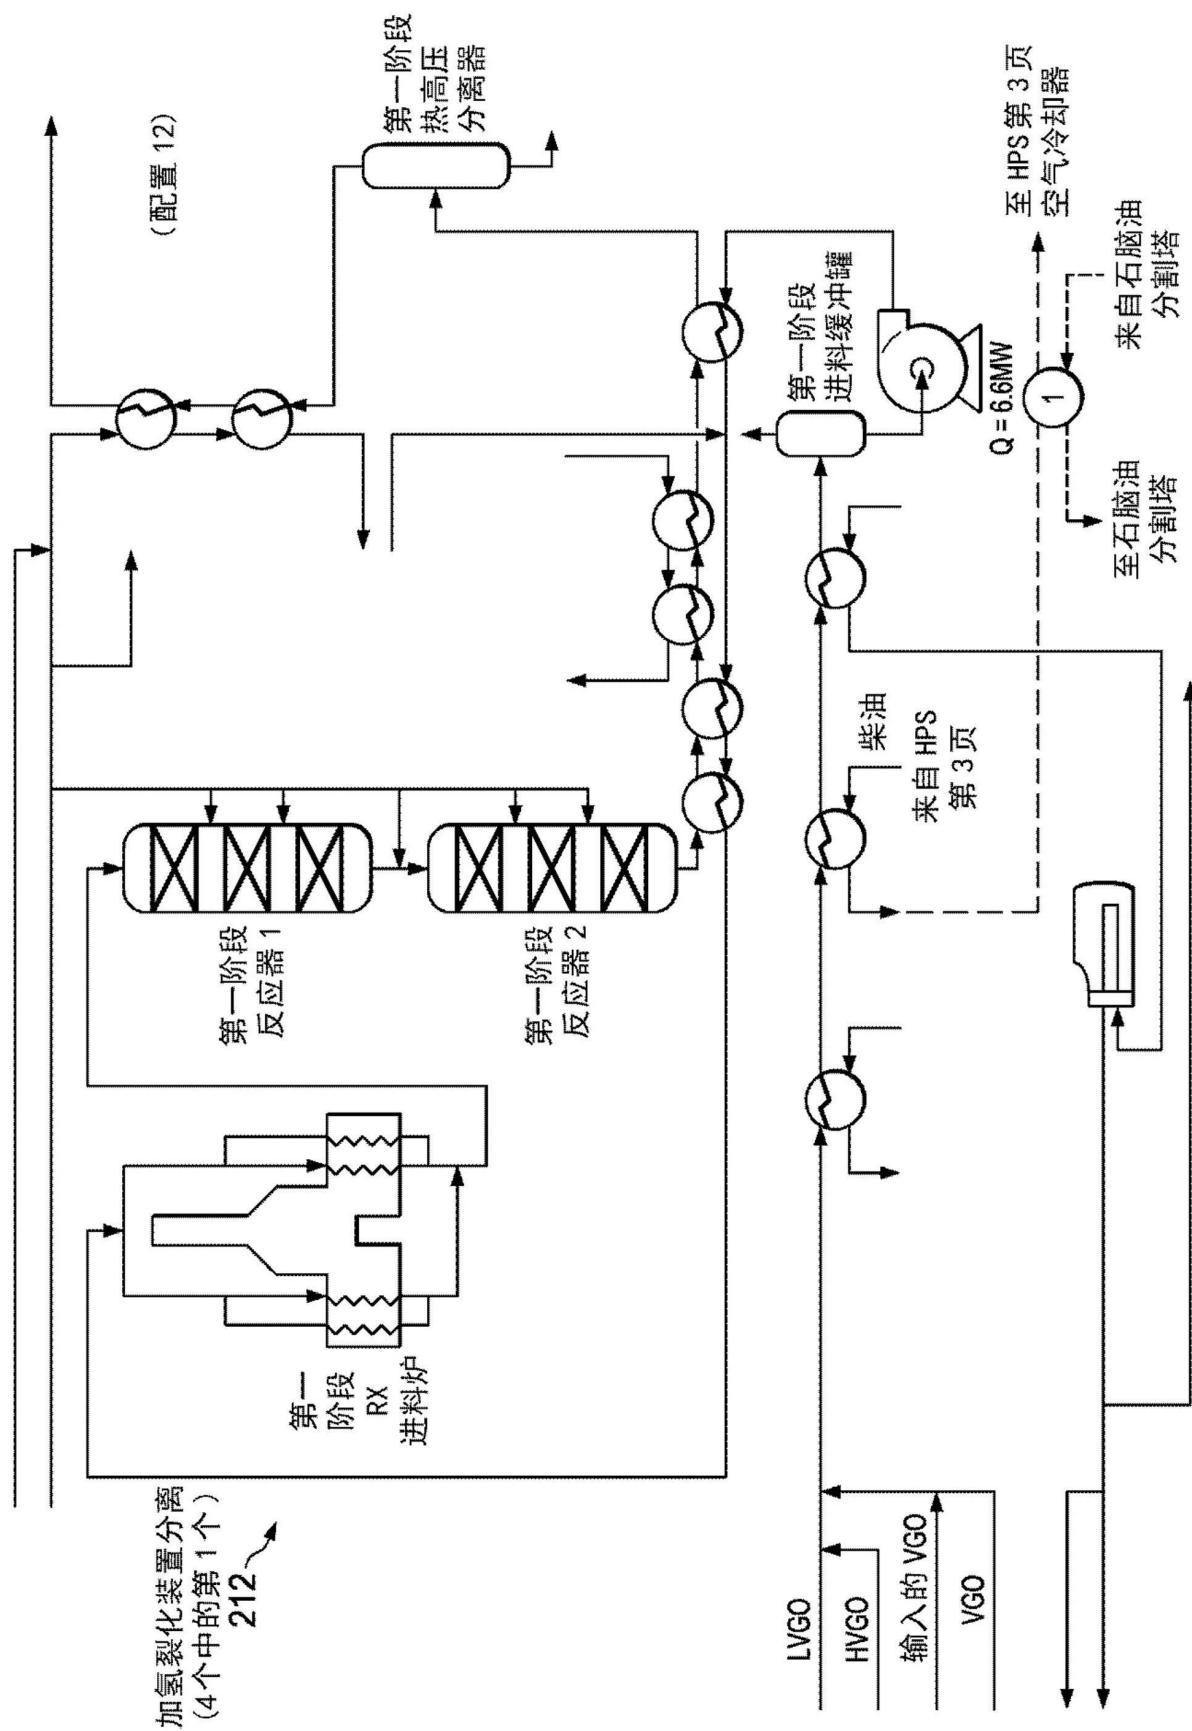 加氢裂化装置分离
(4个中的第1个)
212
(配置 12)
第一
阶段
RX
进料炉
第一阶段
反应器 1
第一阶段
反应器 2
第一阶段
热高压
分离器
第一阶段
进料缓冲罐
LVGO
HVGO
输入的 VGO
VGO
柴油
来自 HPS
第 3 页
Q = 6.6MW
1
至 HPS 第 3 页
空气冷却器
至石脑油
分割塔
来自石脑油
分割塔